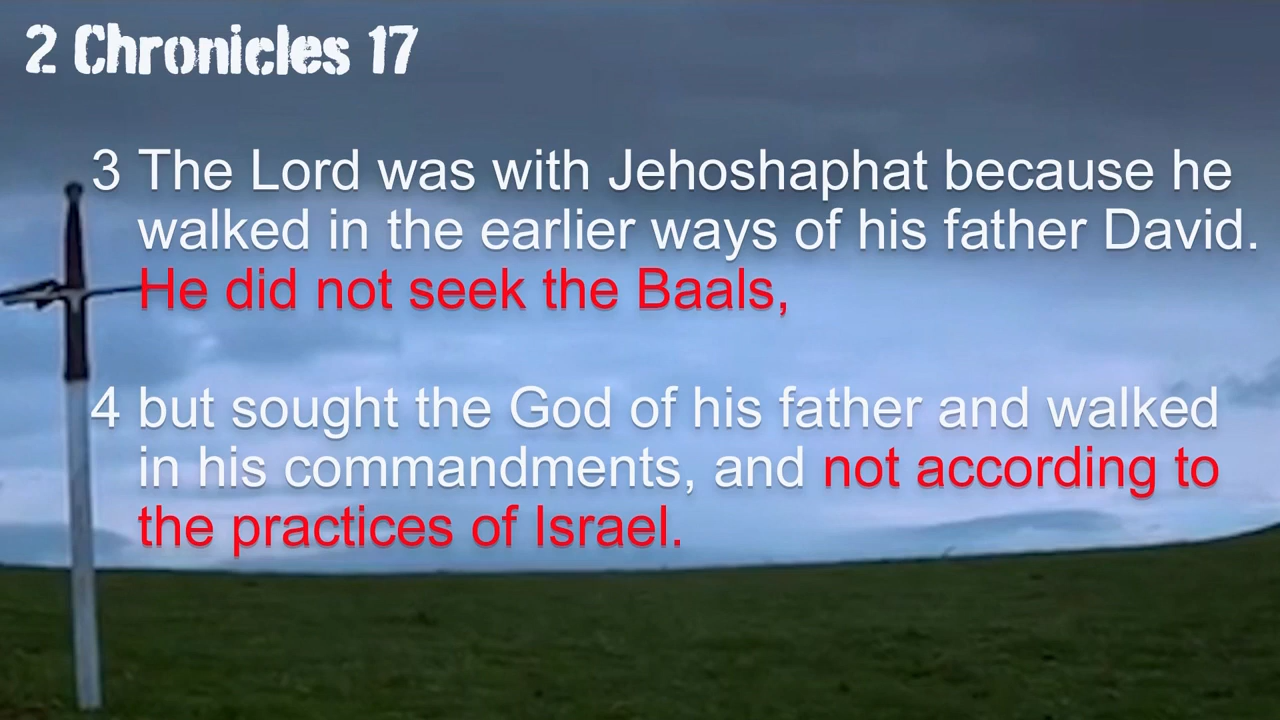 2 Chronicles 17
3 The Lord was with Jehoshaphat because he
walked in the earlier ways of his father David.
He did not seek the Baals,
4 but sought the God of his father and walked
in his commandments, and not according to
the practices of Israel.